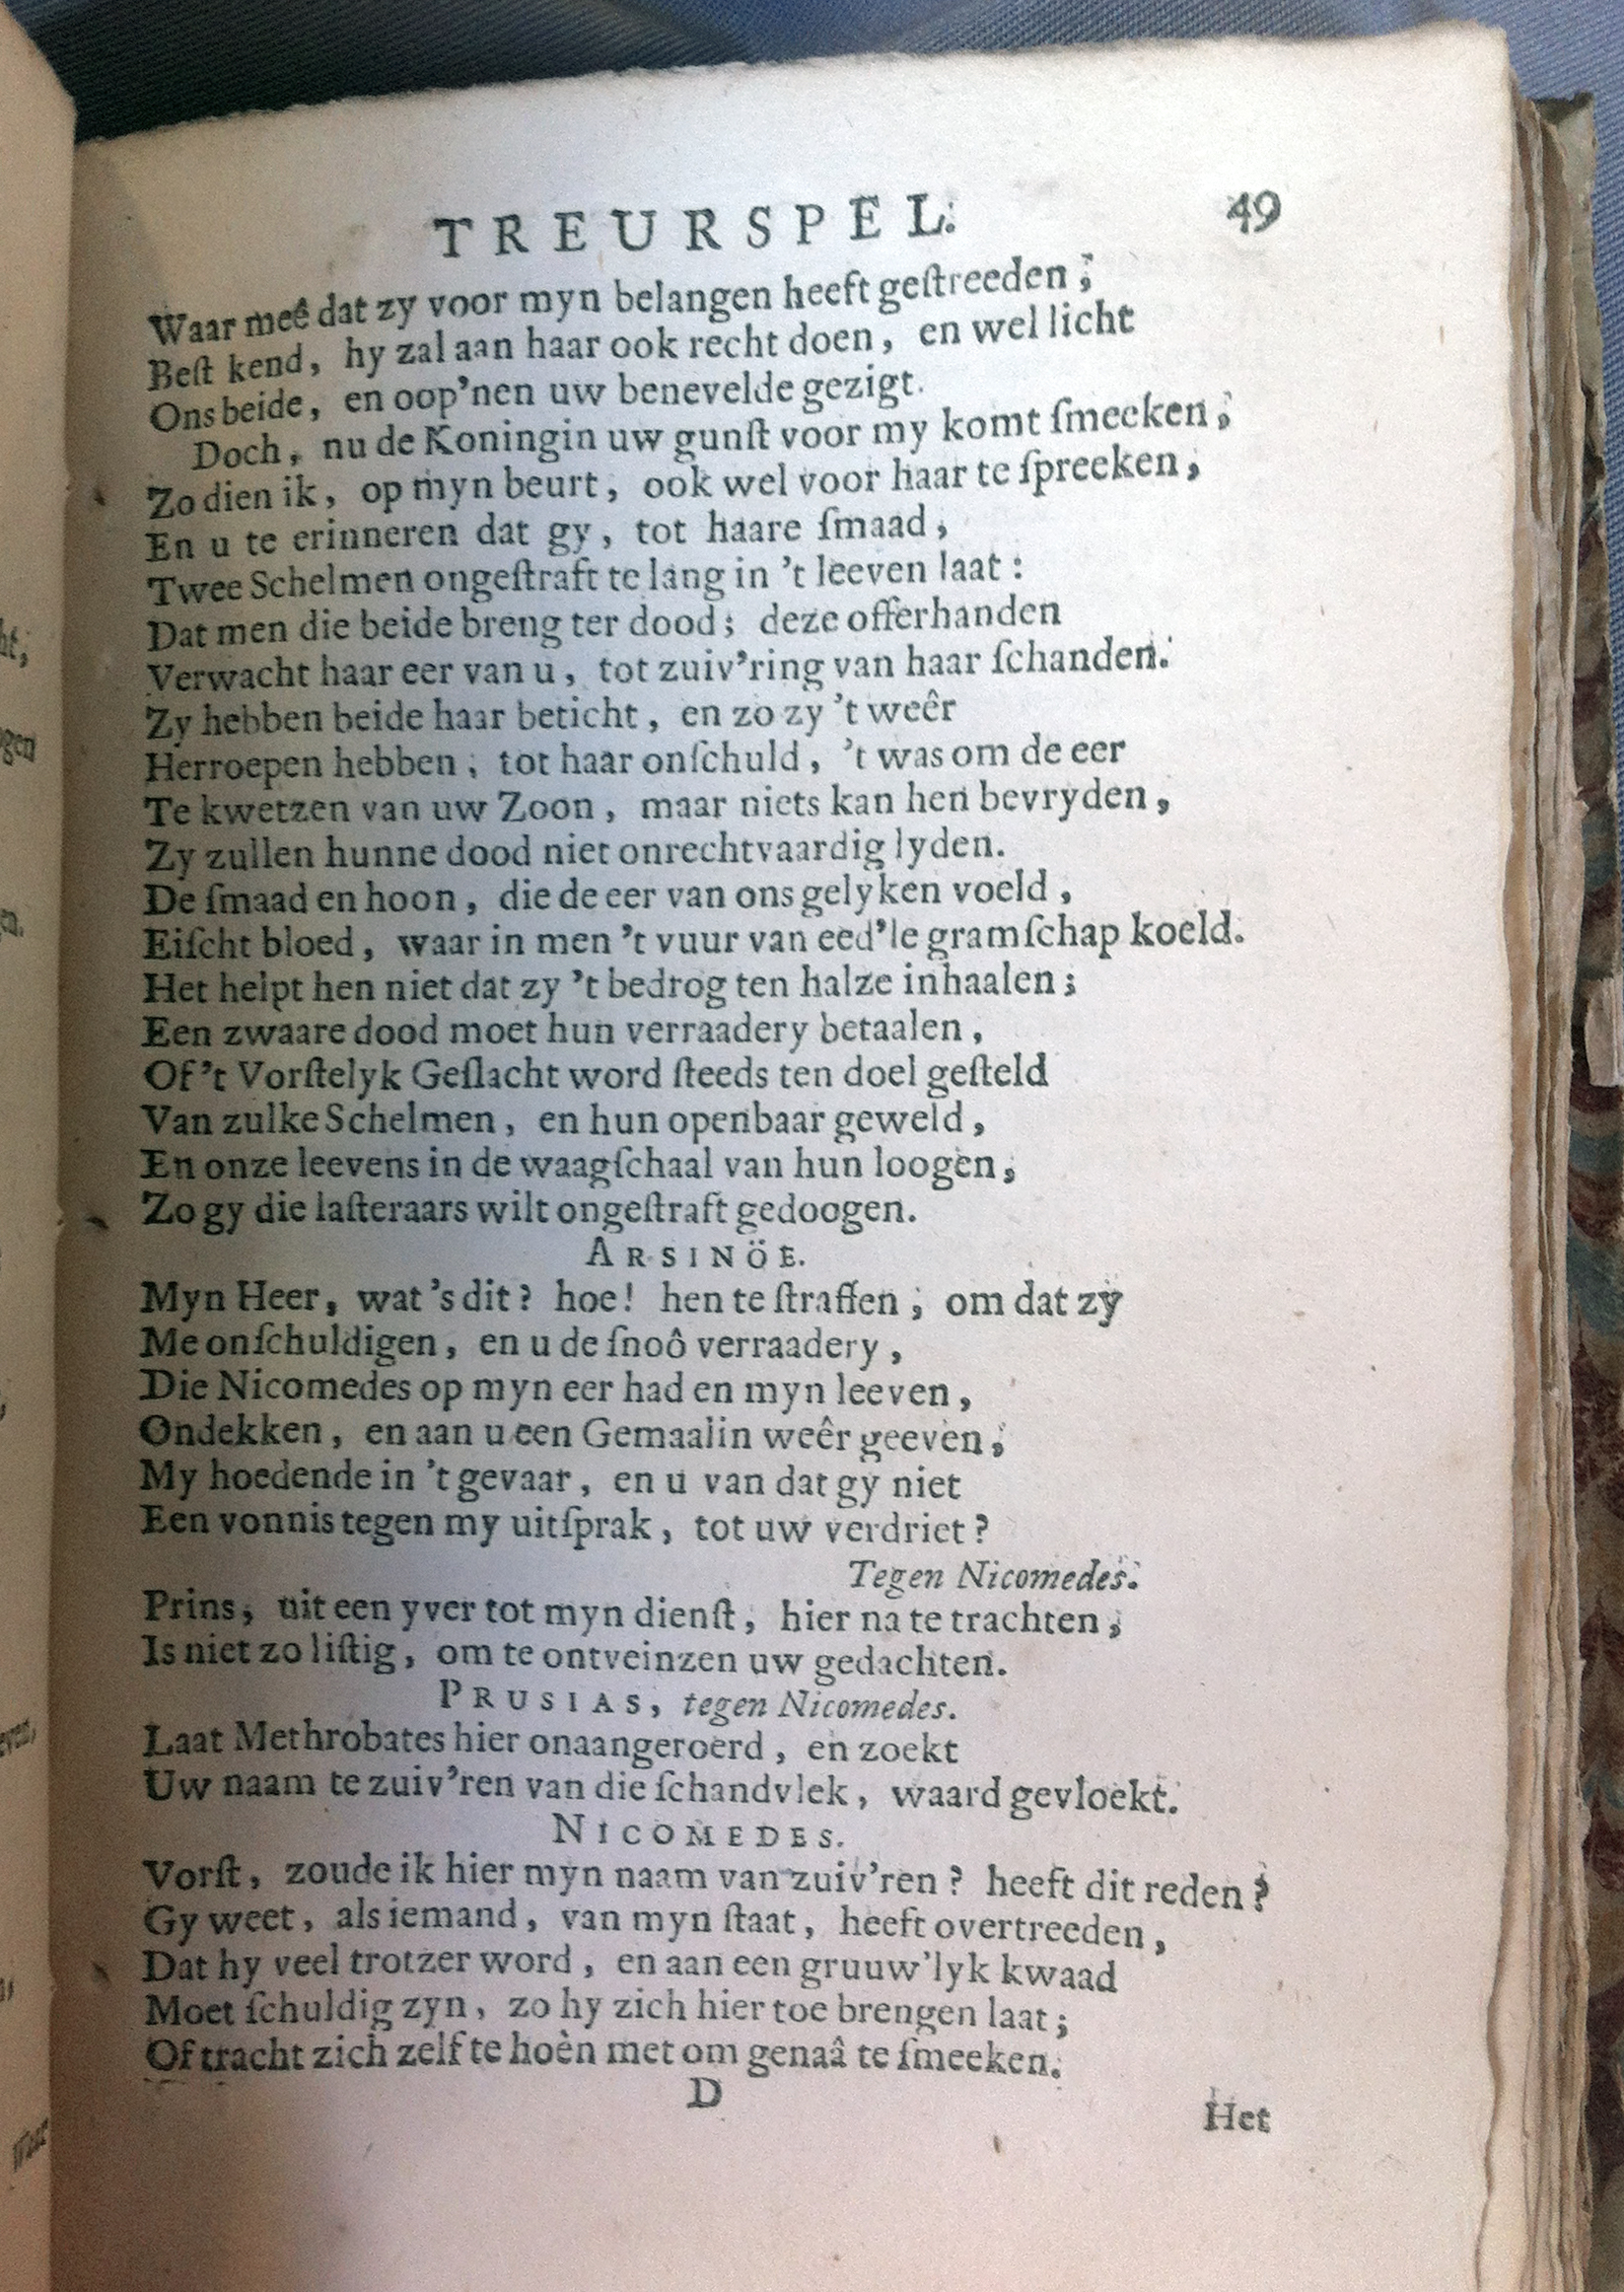 TREURSPEL. 49
Waar meê dat zy voor myn belangen heeft geſtreeden,
Beſt kend, hy zal aan haar ook recht doen, en wel licht
Ons beide, en oop'nen uw benevelde gezigt.
Doch, nu de Koningin uw gunſt voor my komt ſmeeken,
Zo dien ik, op myn beurt, ook wel voor haar te ſpreeken,
En u te erinneren dat gy, tot haare ſmaad,
Twee Schelmen ongeſtraft te lang in 't leeven laat:
Dat men die beide breng ter dood; deze offerhanden
Verwacht haar eer van u, tot zuiv'ring van haar ſchanden.
Zy hebben beide haar beticht, en zo zy 't weêr
Herroepen hebben, tot haar onſchuld, 't was om de eer
Te kwetzen van uw Zoon, maar niets kan hen bevryden,
Zy zullen hunne dood niet onrechtvaardig lyden.
De ſmaad en hoon, die de eer van ons gelyken voeld,
Eiſcht bloed, waar in men 't vuur van eed'le gramſchap koeld.
Het helpt hen niet dat zy 't bedrog ten halze inhaalen;
Een zwaare dood moet hun verraadery betaalen,
Of 't Vorſtelyk Geſlacht word ſteeds ten doel geſteld
Van zulke Schelmen, en hun openbaar geweld,
En onze leevens in de waagſchaal van hun loogen,
Zo gy die laſteraars wilt ongeſtraft gedoogen.
ARSINÖE.
Myn Heer, wat 's dit? hoe! hen te ſtraffen, om dat zy
Me onſchuldigen, en u de ſnoô verraadery,
Die Nicomedes op myn eer had en myn leeven,
Ondekken, en aan u een Gemaalin weêr geeven,
My hoedende in 't gevaar, en u van dat gy niet
Een vonnis tegen my uitſprak, tot uw verdriet?
Tegen Nicomedes.
Prins, uit een yver tot myn dienſt, hier na te trachten,
Is niet zo liſtig, om te ontveinzen uw gedachten.
PRUSIAS, tegen Nicomedes.
Laat Methrobates hier onaangeroerd, en zoekt
Uw naam te zuiv'ren van die ſchandvlek, waard gevloekt.
NICOMEDES.
Vorſt, zoude ik hier myn naam van zuiv'ren? heeft dit reden?
Gy weet, als iemand, van myn ſtaat, heeft overtreeden,
Dat hy veel trotzer word, en aan een gruuw'lyk kwaad
Moet ſchuldig zyn, zo hy zich hier toe brengen laat;
Of tracht zich zelf te hoèn met om genaâ te ſmeeken.
D
Het